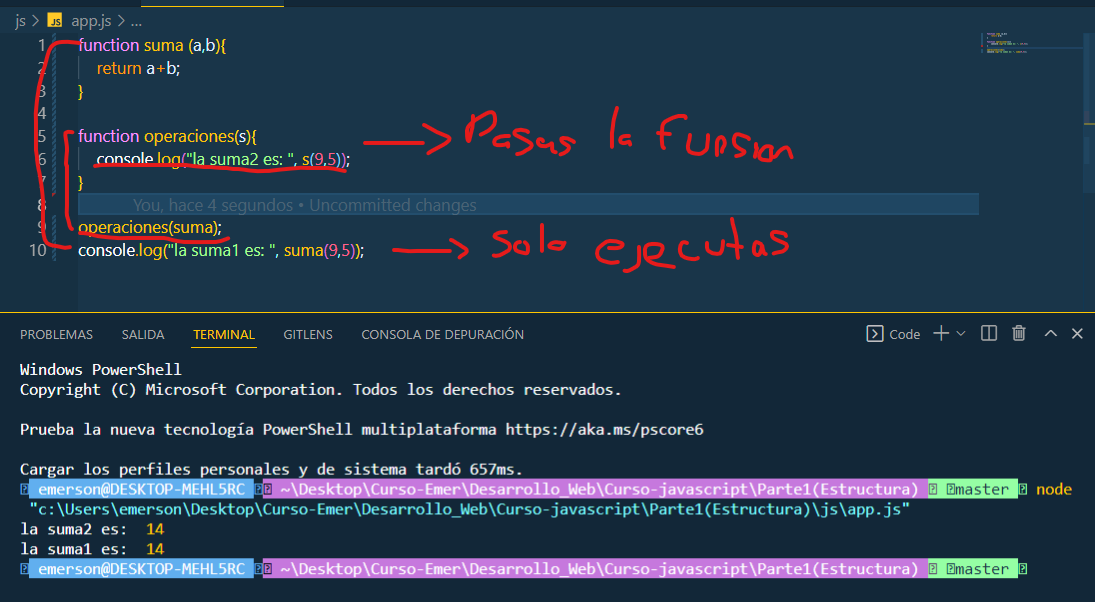 js > JS app.js > ...
1 function suma (a,b){
2 return a+b;
3 }
4
5 function operaciones(s){
6 console.log("la suma2 es: ", s(9,5));
7 }
8 You, hace 4 segundos • Uncommitted changes
9 operaciones(suma);
10 console.log("la suma1 es: ", suma(9,5));
Pasas la funsion
Solo ejecutas
PROBLEMAS SALIDA TERMINAL GITLENS CONSOLA DE DEPURACIÓN Code
Windows PowerShell
Copyright (C) Microsoft Corporation. Todos los derechos reservados.
Prueba la nueva tecnología PowerShell multiplataforma https://aka.ms/pscore6
Cargar los perfiles personales y de sistema tardó 657ms.
emerson@DESKTOP-MEHL5RC ~\Desktop\Curso-Emer\Desarrollo_Web\Curso-javascript\Parte1(Estructura) master node
"c:\Users\emerson\Desktop\Curso-Emer\Desarrollo_Web\Curso-javascript\Parte1(Estructura)\js\app.js"
la suma2 es: 14
la suma1 es: 14
emerson@DESKTOP-MEHL5RC ~\Desktop\Curso-Emer\Desarrollo_Web\Curso-javascript\Parte1(Estructura) master